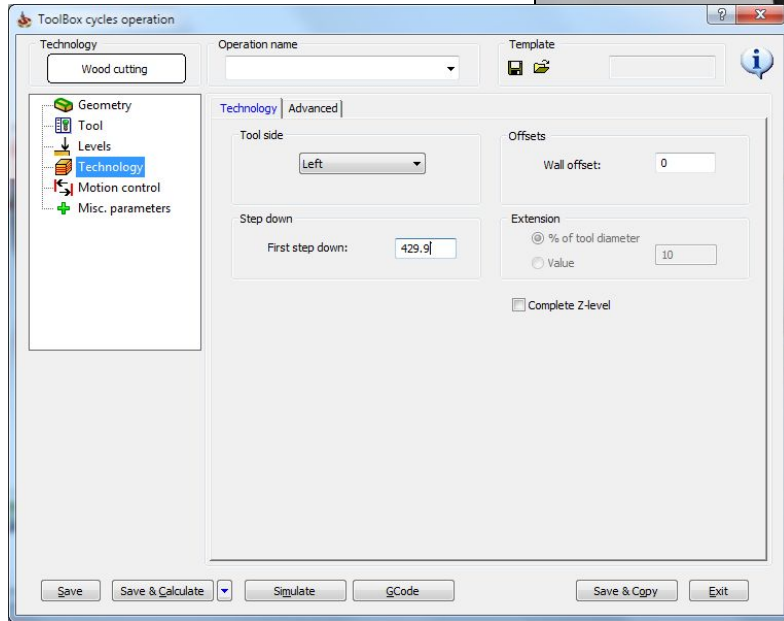 ToolBox cycles operation
Technology
Operation name
Template
Wood cutting
Geometry
Tool
Levels
Technology
Motion control
Misc. parameters
Technology Advanced
Tool side
Left
Offsets
Wall offset: 0
Step down
First step down: 429.9
Extension
% of tool diameter
Value
10
Complete Z-level
Save Save & Calculate Simulate GCode Save & Copy Exit